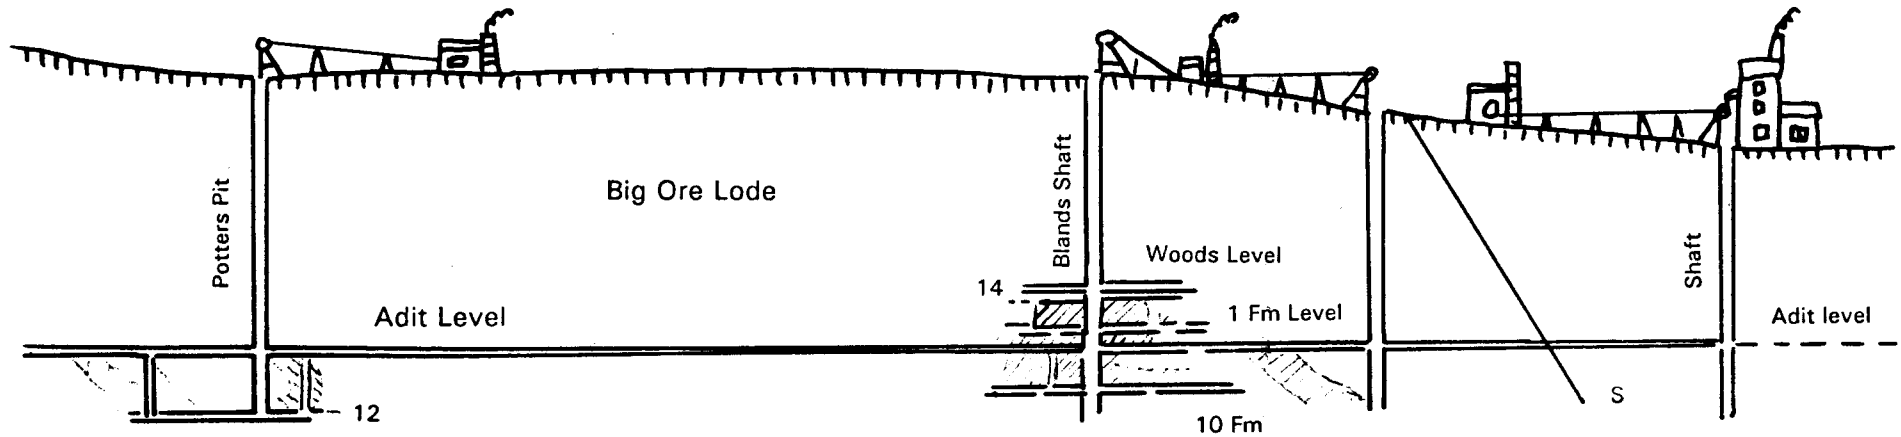 Potters Pit
Big Ore Lode
Adit Level
12
Blands Shaft
14
Woods Level
1 Fm Level
10 Fm
S
Shaft
Adit level